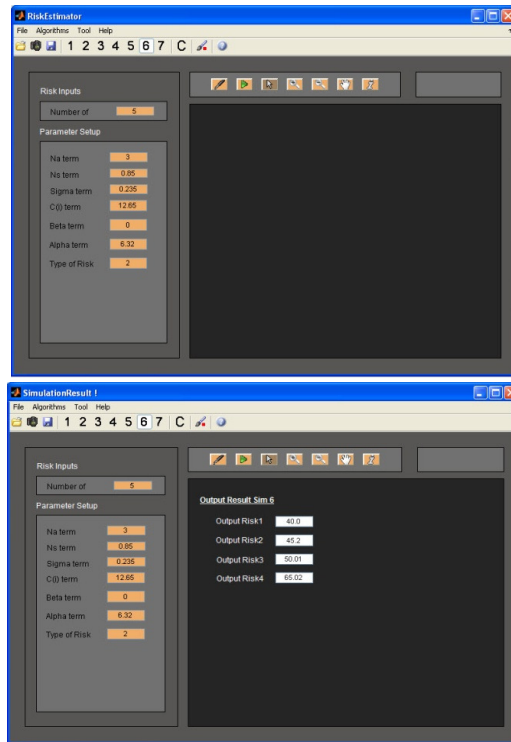 RiskEstimator
File Algorithms Tool Help
1 2 3 4 5 6 7 C
Risk Inputs
Number of 5
Parameter Setup
Na term 3
Ns term 0.85
Sigma term 0.235
C(i) term 12.65
Beta term 0
Alpha term 6.32
Type of Risk 2
SimulationResult !
File Algorithms Tool Help
1 2 3 4 5 6 7 C
Risk Inputs
Number of 5
Parameter Setup
Na term 3
Ns term 0.85
Sigma term 0.235
C(i) term 12.65
Beta term 0
Alpha term 6.32
Type of Risk 2
Output Result Sim 6
Output Risk1 40.0
Output Risk2 45.2
Output Risk3 50.01
Output Risk4 65.02